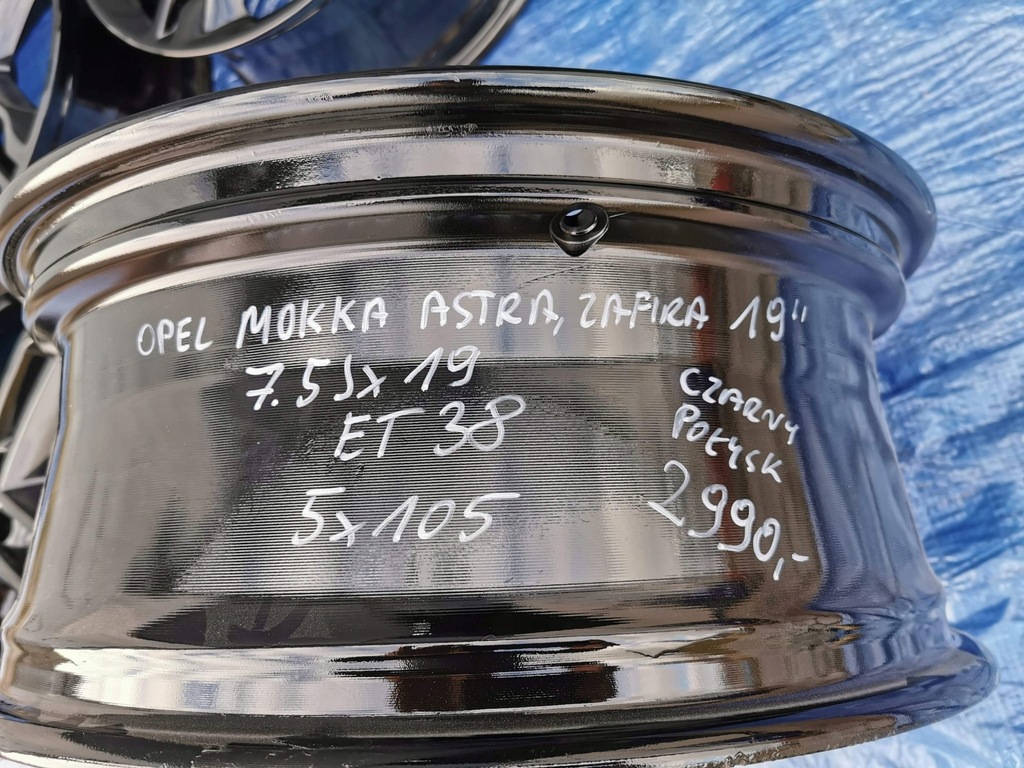 OPEL MOKKA ASTRA, ZAFIRA 19"
7.5Jx19
ET 38
5x105
CZARNY
POŁYSK
2990,-